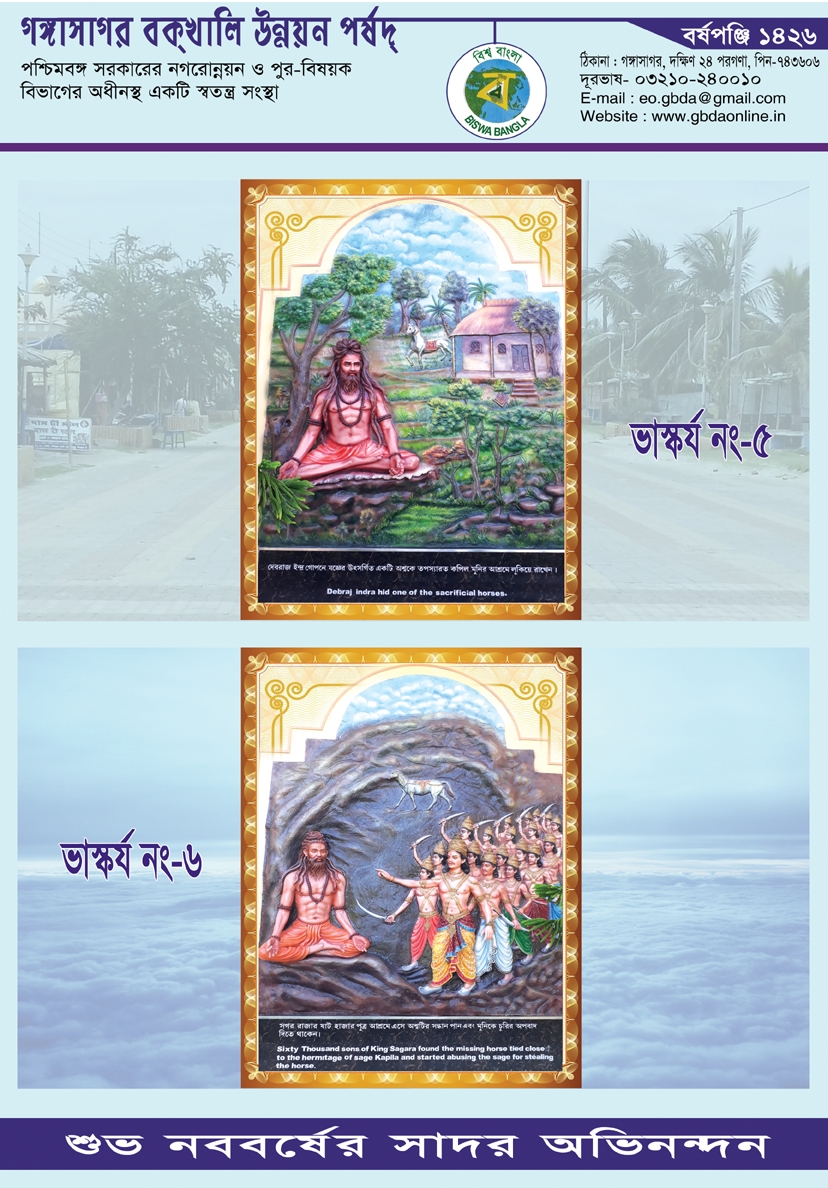 গঙ্গাসাগর বক্‌খালি উন্নয়ন পর্ষদ্
পশ্চিমবঙ্গ সরকারের নগরোন্নয়ন ও পুর-বিষয়ক
বিভাগের অধীনস্থ একটি স্বতন্ত্র সংস্থা
বিশ্ব বাংলা
ব
BISWA BANGLA
বর্ষপঞ্জি ১৪২৬
ঠিকানা : গঙ্গাসাগর, দক্ষিণ ২৪ পরগণা, পিন-৭৪৩৬০৬
দূরভাষ- ০৩২১০-২৪০০১০
E-mail : eo.gbda@gmail.com
Website : www.gbdaonline.in
ভাস্কর্য নং-৫
দেবরাজ ইন্দ্র গোপনে যজ্ঞের উৎসর্গিত একটি অশ্বকে তপস্যারত কপিল মুনির আশ্রমে লুকিয়ে রাখেন।
Debraj indra hid one of the sacrificial horses.
ভাস্কর্য নং-৬
সগর রাজার ষাট হাজার পুত্র আশ্রমে এসে অশ্বটির সন্ধান পান এবং মুনিকে চুরির অপবাদ
দিতে থাকেন।
Sixty Thousand sons of King Sagara found the missing horse tied close
to the hermitage of sage Kapila and started abusing the sage for stealing
the horse.
শুভ নববর্ষের সাদর অভিনন্দন